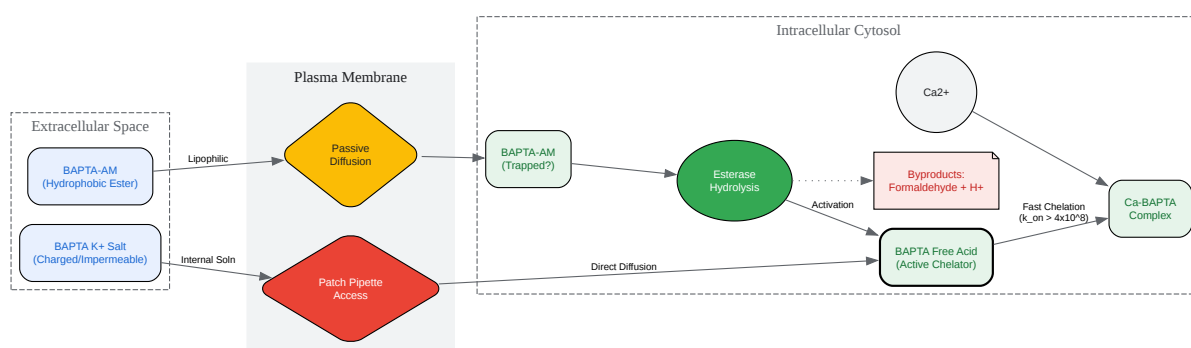 Extracellular Space
BAPTA-AM
(Hydrophobic Ester)
BAPTA K+ Salt
(Charged/Impermeable)
Lipophilic
Internal Soln
Plasma Membrane
Passive
Diffusion
Patch Pipette
Access
Intracellular Cytosol
BAPTA-AM
(Trapped?)
Esterase
Hydrolysis
Activation
Direct Diffusion
Ca2+
Byproducts:
Formaldehyde + H+
BAPTA Free Acid
(Active Chelator)
Fast Chelation
(k_on > 4x10^8)
Ca-BAPTA
Complex